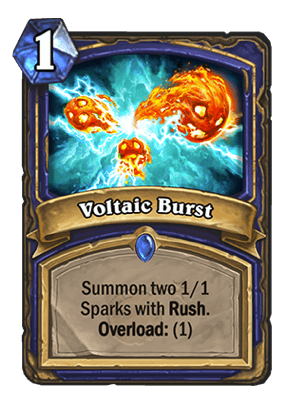 1
Voltaic Burst
Summon two 1/1
Sparks with Rush.
Overload: (1)